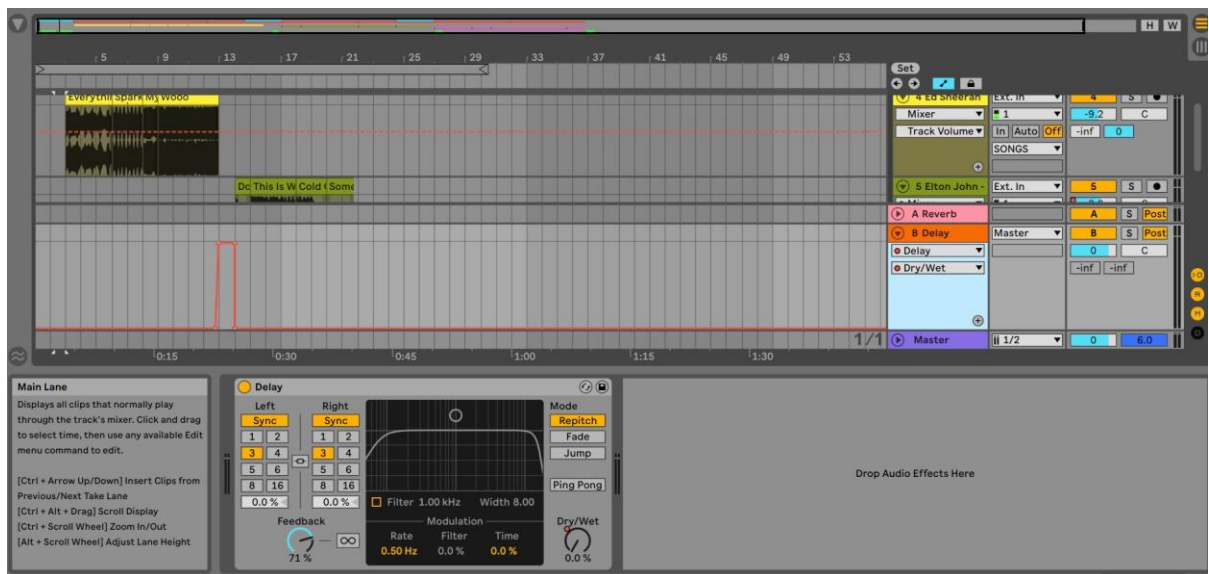 H W
5 9 13 17 21 25 29 33 37 41 45 49 53
Set
Everythi Spark My Wooo
4 Ed Sheeran Ext. In 4 S
Mixer 1 -9.2 C
Track Volume In Auto Off -inf 0
SONGS
Dc This Is W Cold Some
5 Elton John - Ext. In 5 S
A Reverb A S Post
B Delay Master B S Post
Delay 0 C
Dry/Wet -inf -inf
1/1 Master 1/2 0 6.0
0:15 0:30 0:45 1:00 1:15 1:30
I·O
R
M
D
Main Lane
Displays all clips that normally play
through the track's mixer. Click and drag
to select time, then use any available Edit
menu command to edit.
[Ctrl + Arrow Up/Down] Insert Clips from
Previous/Next Take Lane
[Ctrl + Alt + Drag] Scroll Display
[Ctrl + Scroll Wheel] Zoom In/Out
[Alt + Scroll Wheel] Adjust Lane Height
Delay
Left Right
Sync Sync
1 2 1 2
3 4 3 4
5 6 5 6
8 16 8 16
0.0 % 0.0 %
Feedback
71 %
Filter 1.00 kHz Width 8.00
Modulation
Rate Filter Time
0.50 Hz 0.0 % 0.0 %
Mode
Repitch
Fade
Jump
Ping Pong
Dry/Wet
0.0 %
Drop Audio Effects Here